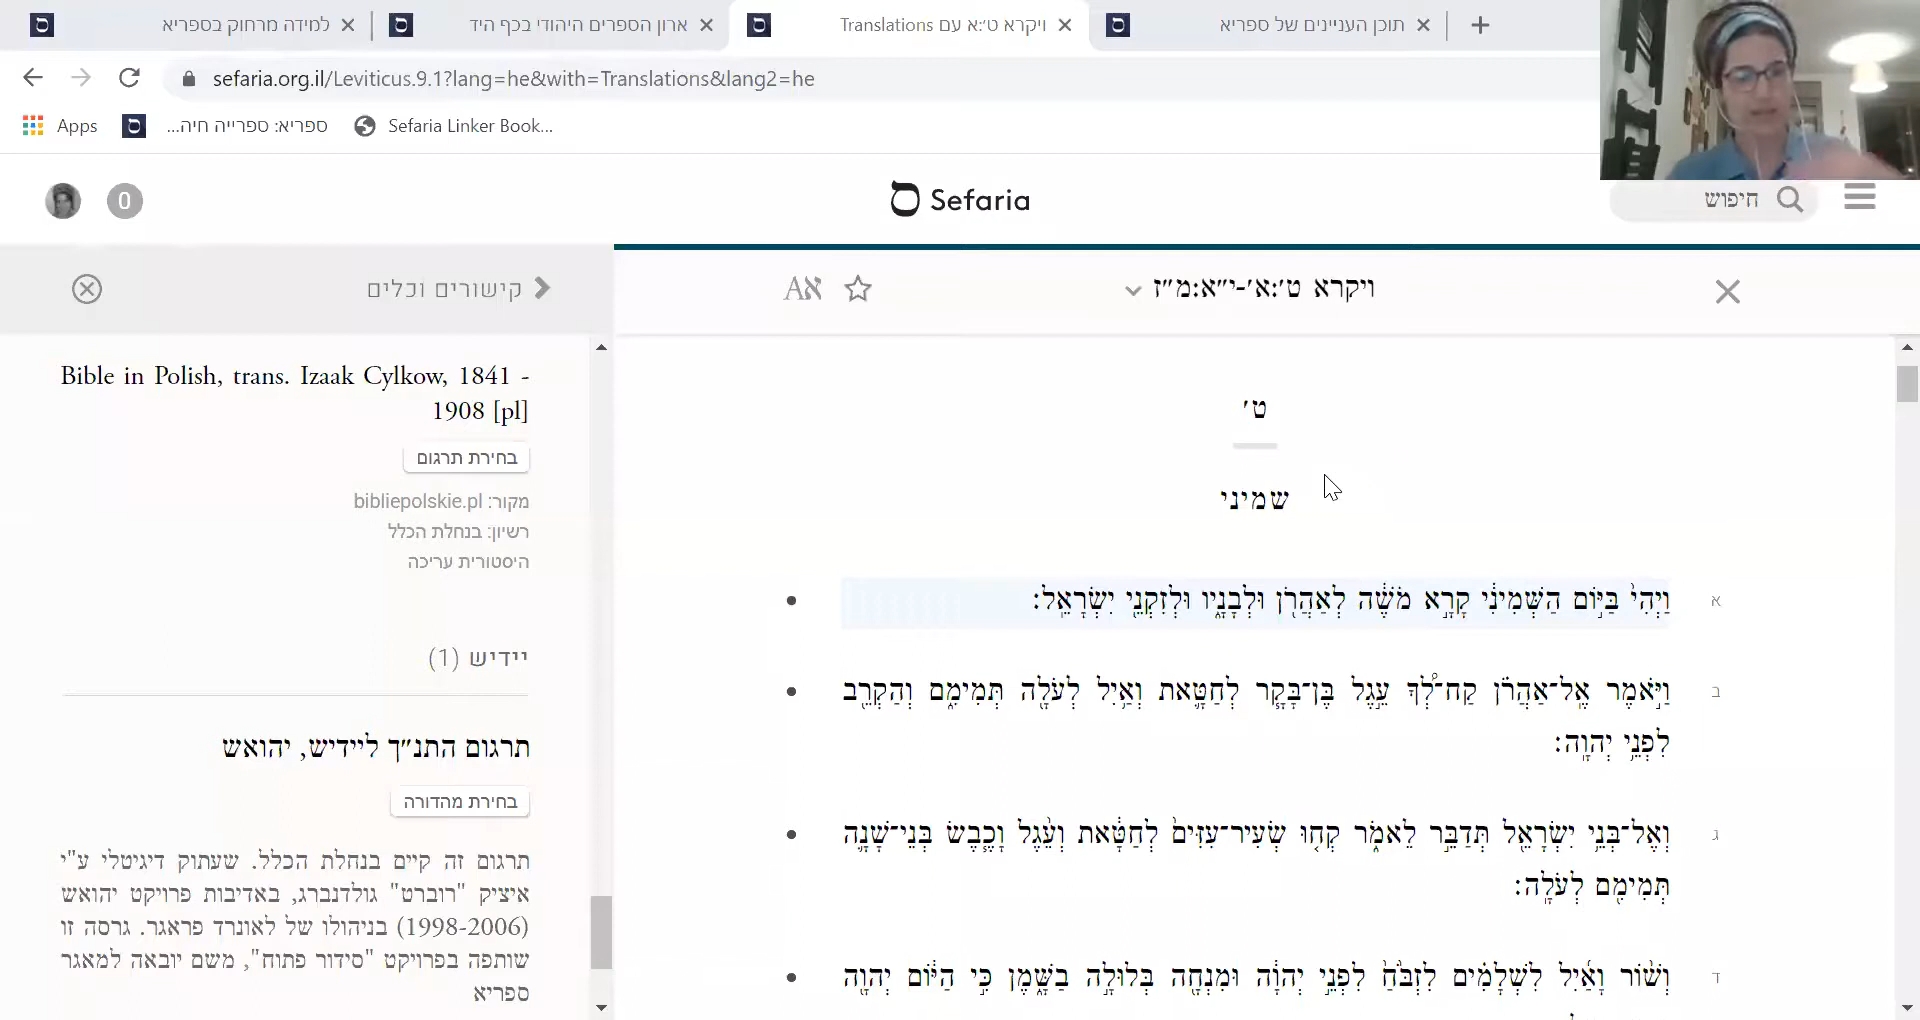 למידה מרחוק בספריא
ארון הספרים היהודי בכף היד
ויקרא ט׳:א עם Translations
תוכן העניינים של ספריא
sefaria.org.il/Leviticus.9.1?lang=he&with=Translations&lang2=he
Apps
ספריא: ספרייה חיה...
Sefaria Linker Book...
0
Sefaria
חיפוש
קישורים וכלים
אA
ויקרא ט׳:א׳-י״א:מ״ז
Bible in Polish, trans. Izaak Cylkow, 1841 -
1908 [pl]
בחירת תרגום
מקור: bibliepolskie.pl
רשיון: בנחלת הכלל
היסטורית עריכה
יידיש (1)
תרגום התנ״ך ליידיש, יהואש
בחירת מהדורה
תרגום זה קיים בנחלת הכלל. שעתוק דיגיטלי ע"י
איציק "רוברט" גולדנברג, באדיבות פרויקט יהואש
(1998-2006) בניהולו של לאונרד פראגר. גרסה זו
שותפה בפרויקט "סידור פתוח", משם יובאה למאגר
ספריא
ט׳
שמיני
א
וַיְהִי֙ בַּיּ֣וֹם הַשְּׁמִינִ֔י קָרָ֣א מֹשֶׁ֔ה לְאַהֲרֹ֖ן וּלְבָנָ֑יו וּלְזִקְנֵ֖י יִשְׂרָאֵֽל׃
ב
וַיֹּ֣אמֶר אֶֽל־אַהֲרֹ֗ן קַח־לְ֠ךָ עֵ֣גֶל בֶּן־בָּקָ֧ר לְחַטָּ֛את וְאַ֥יִל לְעֹלָ֖ה תְּמִימִ֑ם וְהַקְרֵ֖ב
לִפְנֵ֥י יְהוָֽה׃
ג
וְאֶל־בְּנֵ֥י יִשְׂרָאֵ֖ל תְּדַבֵּ֣ר לֵאמֹ֑ר קְח֤וּ שְׂעִיר־עִזִּים֙ לְחַטָּ֔את וְעֵ֨גֶל וָכֶ֧בֶשׂ בְּנֵי־שָׁנָ֛ה
תְּמִימִ֖ם לְעֹלָֽה׃
ד
וְשׁ֨וֹר וָאַ֜יִל לִשְׁלָמִ֗ים לִזְבֹּ֙חַ֙ לִפְנֵ֣י יְהוָ֔ה וּמִנְחָ֖ה בְּלוּלָ֣ה בַשָּׁ֑מֶן כִּ֣י הַיּ֔וֹם יְהוָ֖ה